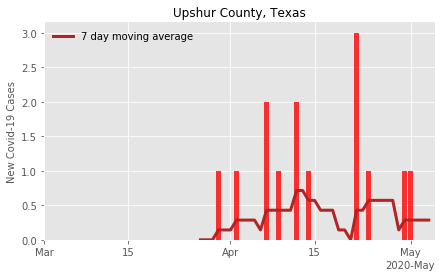 Upshur County, Texas
7 day moving average
New Covid-19 Cases
3.0
2.5
2.0
1.5
1.0
0.5
0.0
Mar 15 Apr 15 May
2020-May